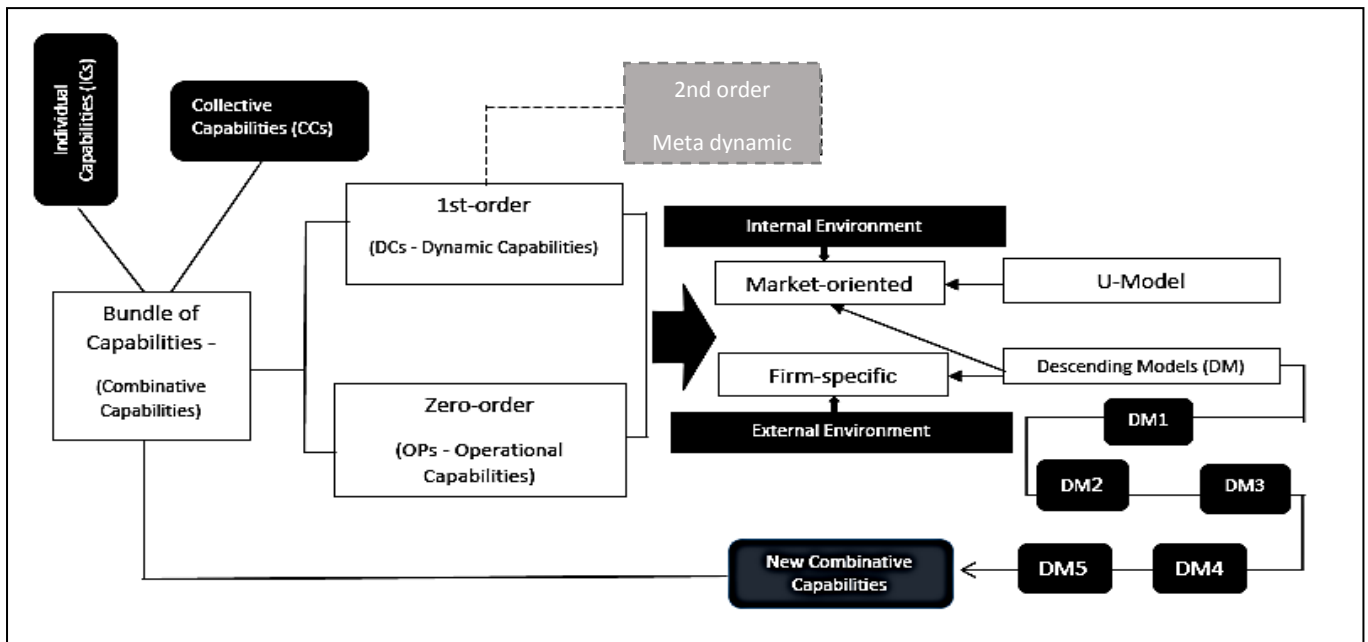 Individual
Capabilities (ICs)
Collective
Capabilities (CCs)
2nd order
Meta dynamic
1st-order
(DCs - Dynamic Capabilities)
Internal Environment
Market-oriented
U-Model
Bundle of
Capabilities -
(Combinative
Capabilities)
Firm-specific
Descending Models (DM)
Zero-order
(OPs - Operational
Capabilities)
External Environment
DM1
DM2
DM3
New Combinative
Capabilities
DM5
DM4